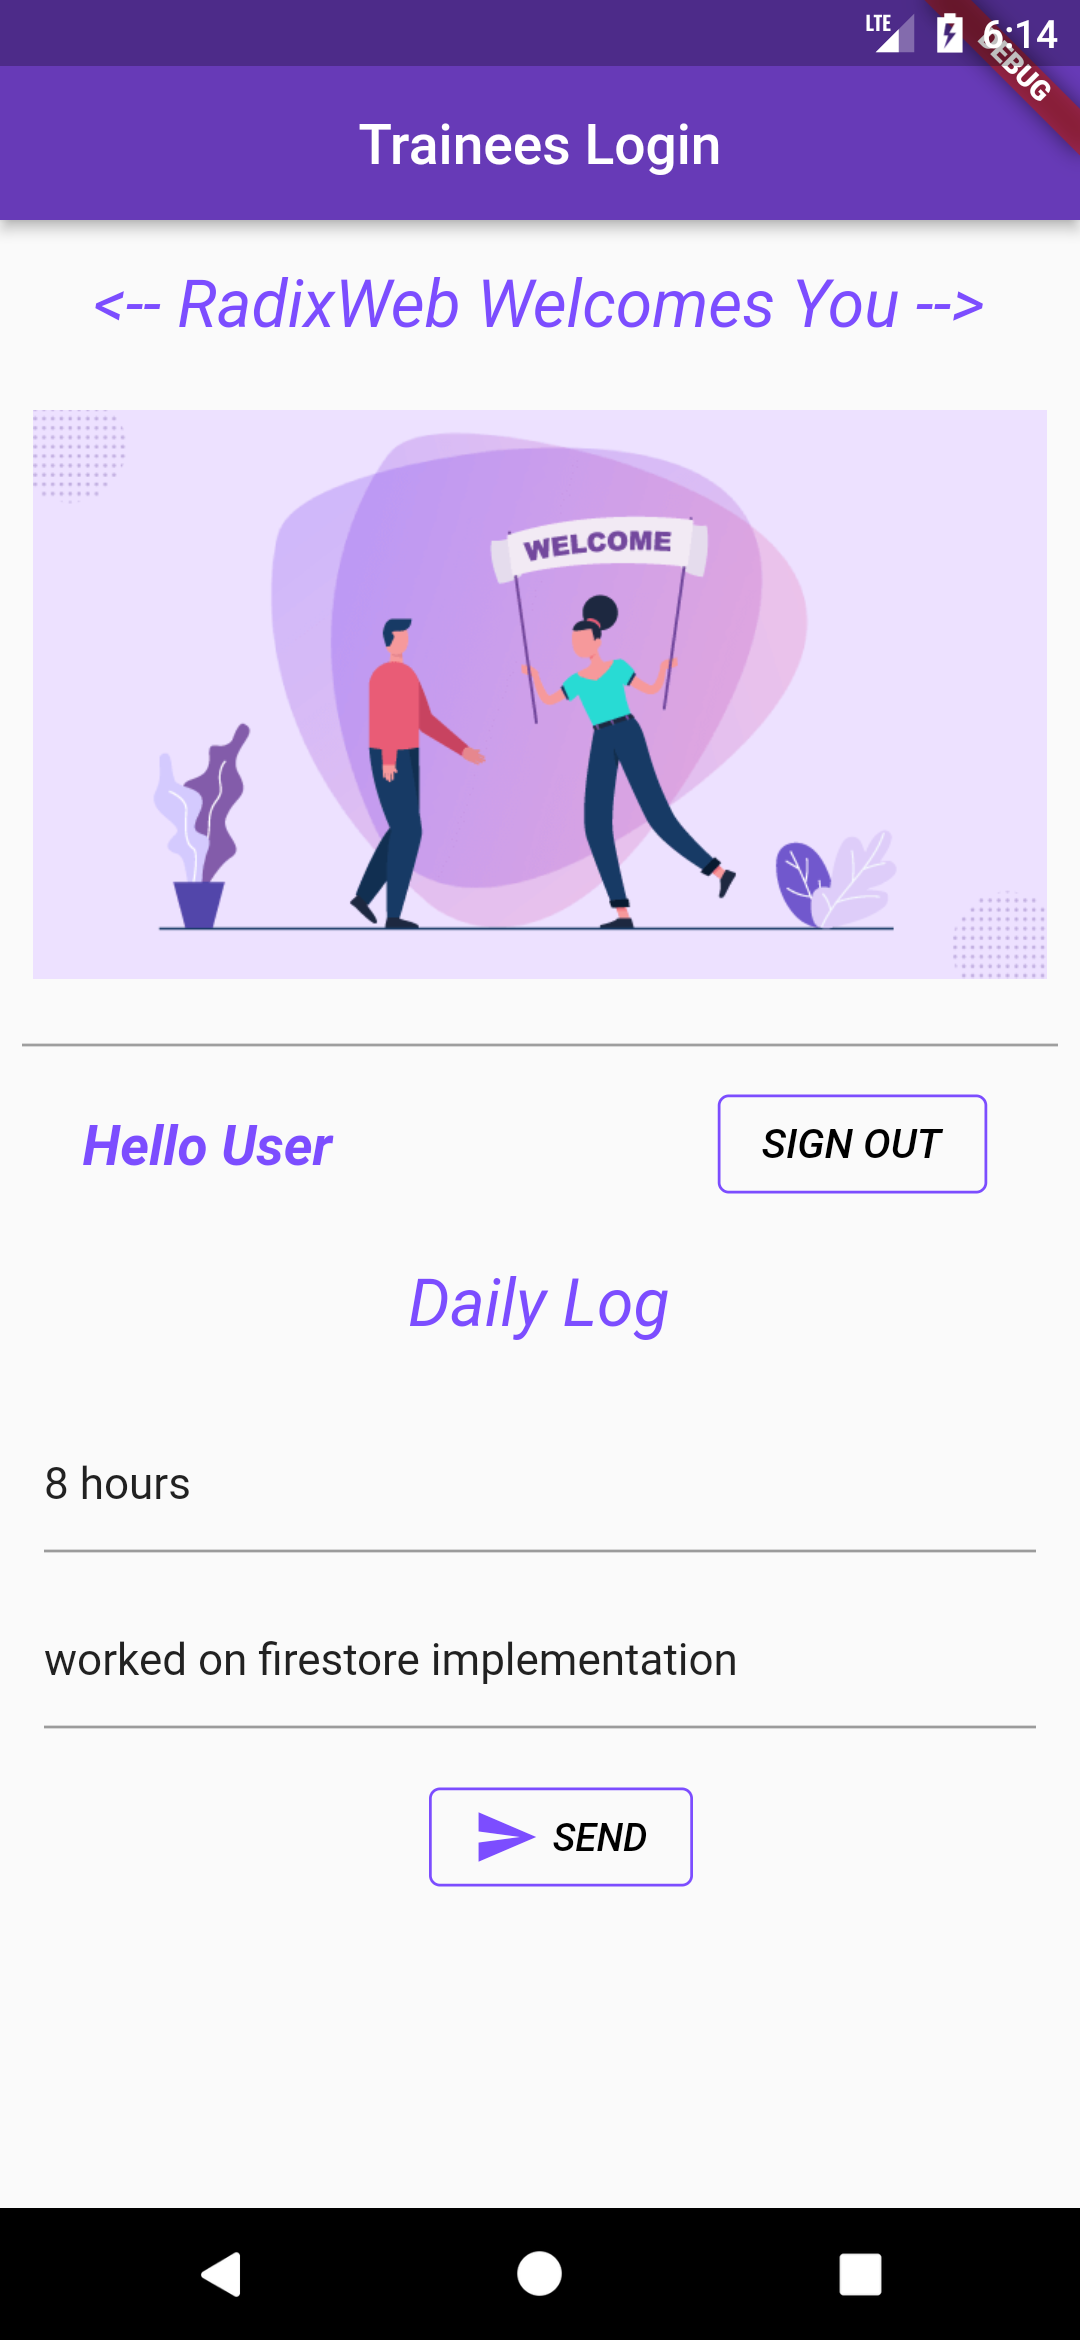 LTE 6:14
DEBUG
Trainees Login
<-- RadixWeb Welcomes You -->
WELCOME
Hello User
SIGN OUT
Daily Log
8 hours
worked on firestore implementation
SEND